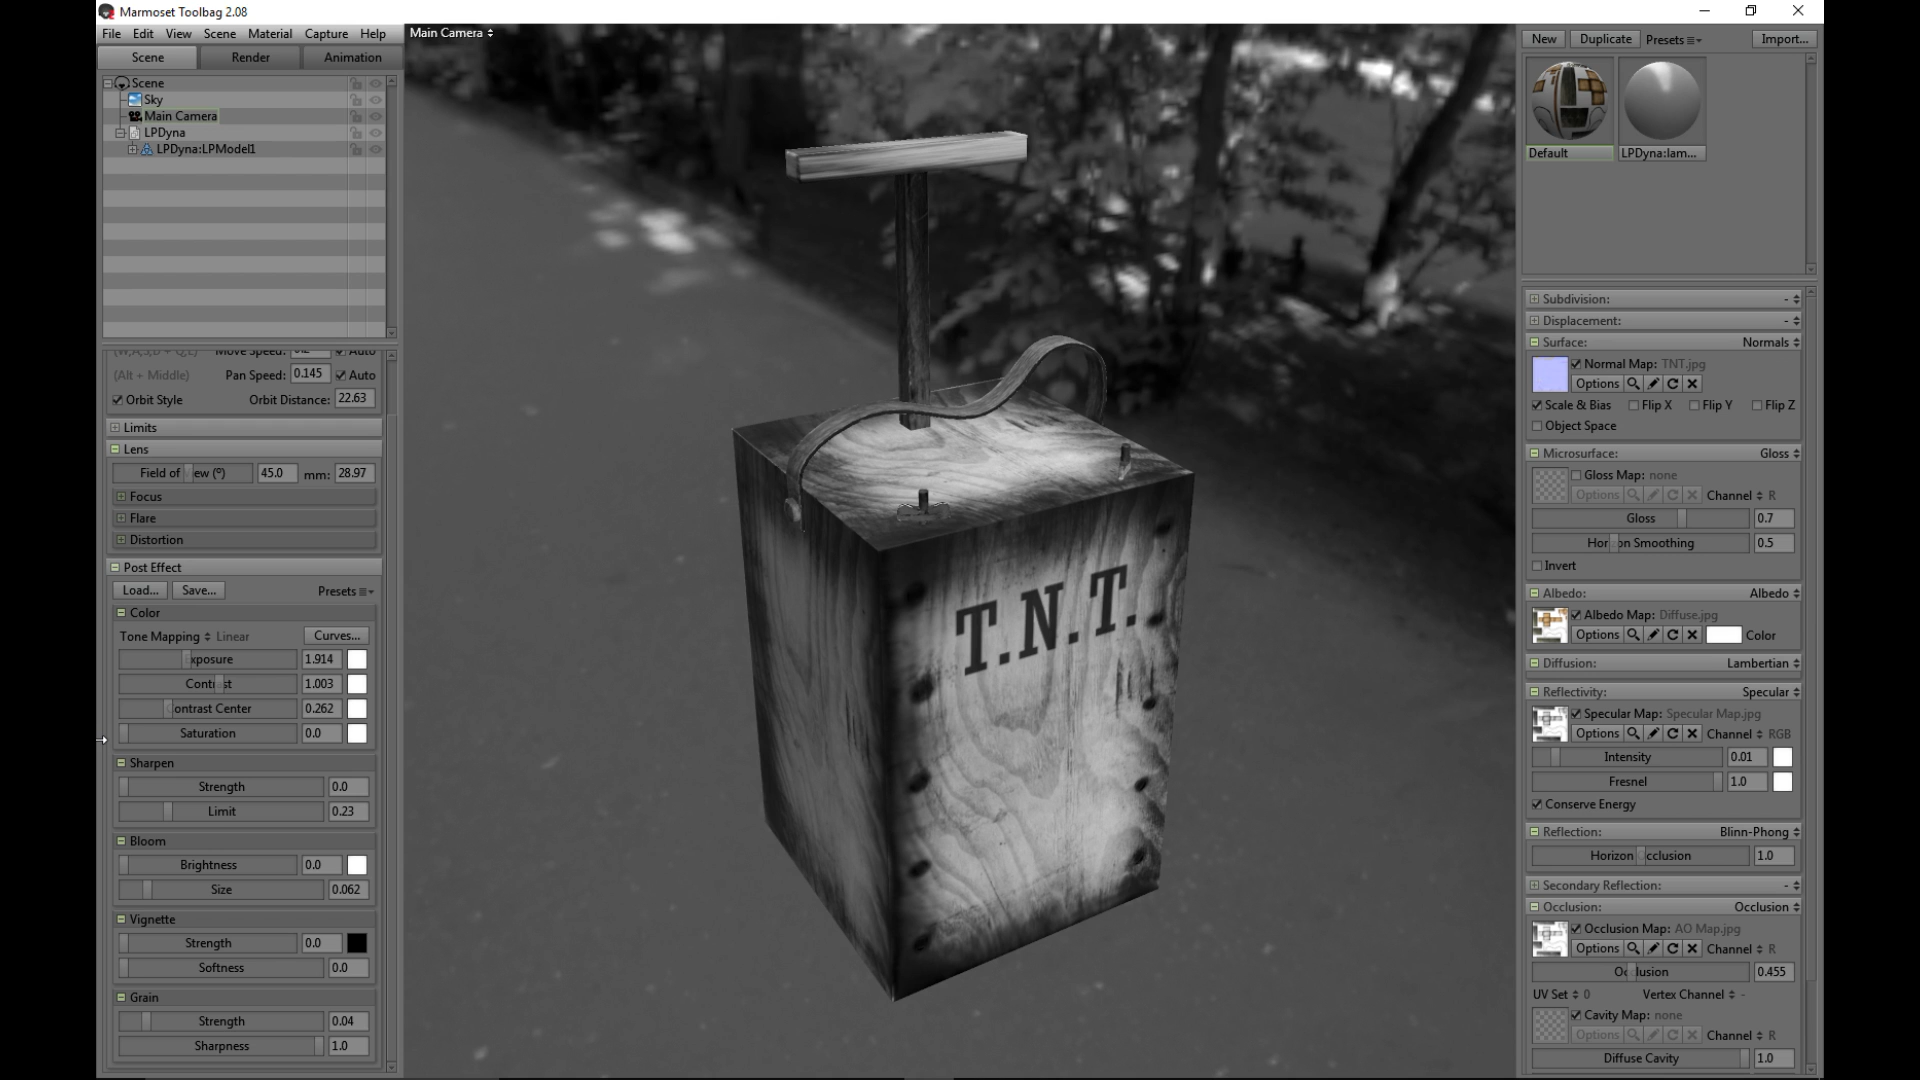 Marmoset Toolbag 2.08
File Edit View Scene Material Capture Help
Scene Render Animation
Scene
Sky
Main Camera
LPDyna
LPDyna:LPModel1
(W,A,S,D + Q,E) Move Speed: 0.2 Auto
(Alt + Middle) Pan Speed: 0.145 Auto
Orbit Style Orbit Distance: 22.63
Limits
Lens
Field of ew (º) 45.0 mm: 28.97
Focus
Flare
Distortion
Post Effect
Load... Save... Presets
Color
Tone Mapping Linear Curves...
xposure 1.914
Contrast 1.003
ontrast Center 0.262
Saturation 0.0
Sharpen
Strength 0.0
Limit 0.23
Bloom
Brightness 0.0
Size 0.062
Vignette
Strength 0.0
Softness 0.0
Grain
Strength 0.04
Sharpness 1.0
Main Camera
T.N.T.
New Duplicate Presets Import...
Default LPDyna:lam...
Subdivision: -
Displacement: -
Surface: Normals
Normal Map: TNT.jpg
Options
Scale & Bias Flip X Flip Y Flip Z
Object Space
Microsurface: Gloss
Gloss Map: none
Options Channel R
Gloss 0.7
Horizon Smoothing 0.5
Invert
Albedo: Albedo
Albedo Map: Diffuse.jpg
Options Color
Diffusion: Lambertian
Reflectivity: Specular
Specular Map: Specular Map.jpg
Options Channel RGB
Intensity 0.01
Fresnel 1.0
Conserve Energy
Reflection: Blinn-Phong
Horizon cclusion 1.0
Secondary Reflection: -
Occlusion: Occlusion
Occlusion Map: AO Map.jpg
Options Channel R
Occlusion 0.455
UV Set 0 Vertex Channel -
Cavity Map: none
Options Channel R
Diffuse Cavity 1.0